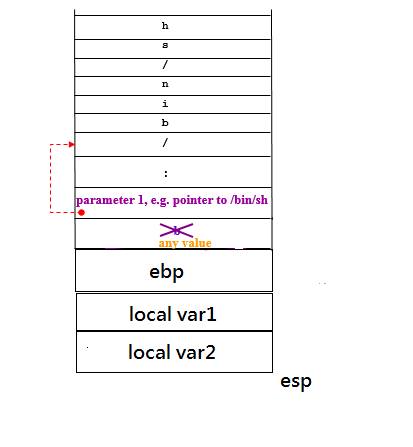 h
s
/
n
i
b
/
:
parameter 1, e.g. pointer to /bin/sh
any value
ebp
local var1
local var2
esp